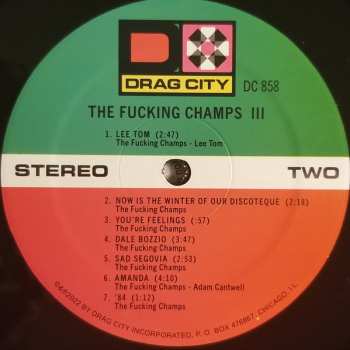 DRAG CITY
DC 858
THE FUCKING CHAMPS III
1. LEE TOM (2:47)
The Fucking Champs - Lee Tom
STEREO
TWO
2. NOW IS THE WINTER OF OUR DISCOTEQUE (2:18)
The Fucking Champs
3. YOU'RE FEELINGS (:57)
The Fucking Champs
4. DALE BOZZIO (3:47)
The Fucking Champs
5. SAD SEGOVIA (2:53)
The Fucking Champs
6. AMANDA (4:10)
The Fucking Champs - Adam Cantwell
7. '84 (1:12)
The Fucking Champs
2022 BY DRAG CITY INCORPORATED, P. O BOX 476867, CHICAGO, I L.